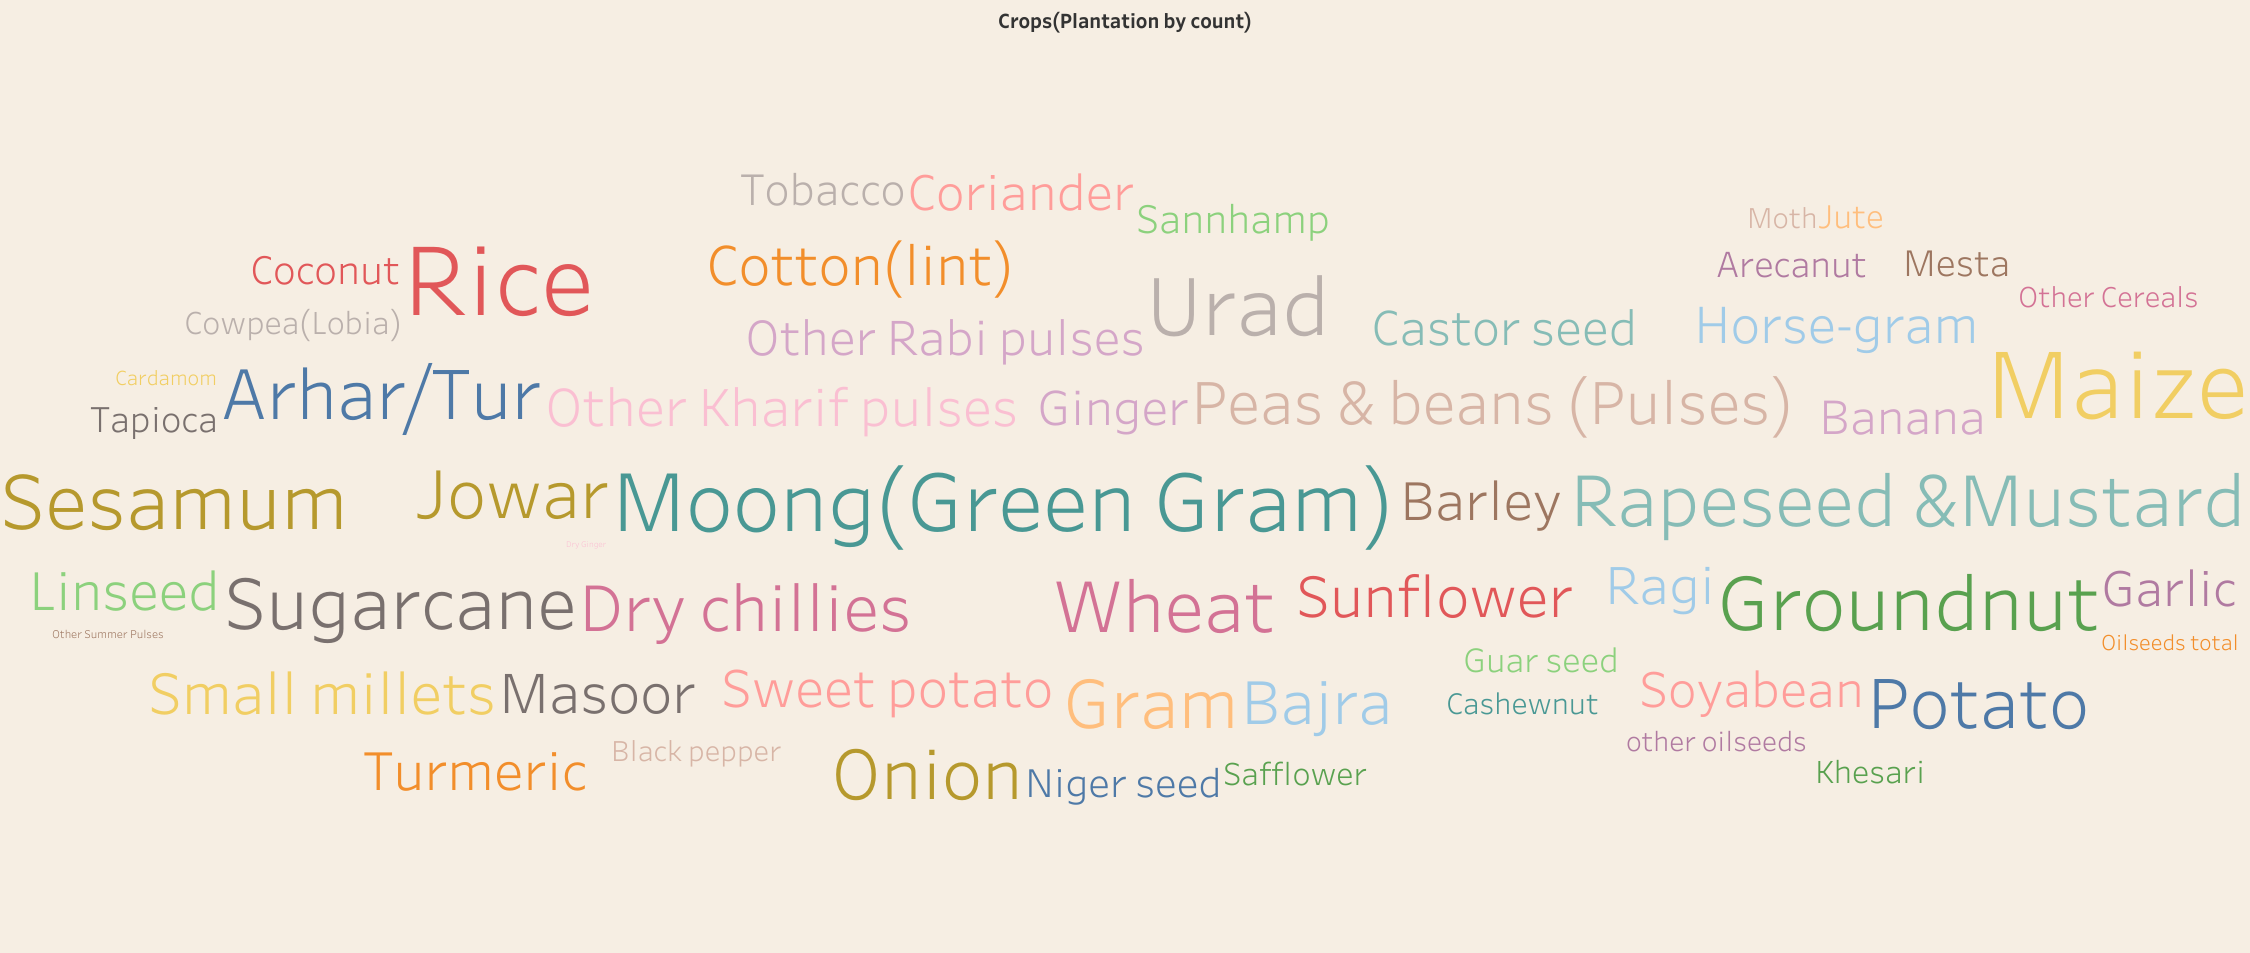 Crops(Plantation by count)
Tobacco Coriander
Sannhamp
Moth Jute
Coconut Rice Cotton(lint) Arecanut Mesta
Urad
Other Cereals
Cowpea(Lobia) Other Rabi pulses Castor seed Horse-gram
Cardamom
Tapioca Arhar/Tur Other Kharif pulses Ginger Peas & beans (Pulses) Banana Maize
Sesamum Jowar Moong(Green Gram) Barley Rapeseed &Mustard
Dry Ginger
Linseed Sugarcane Dry chillies Wheat Sunflower Ragi Groundnut Garlic
Other Summer Pulses
Oilseeds total
Guar seed
Small millets Masoor Sweet potato Gram Bajra Cashewnut Soyabean Potato
other oilseeds
Turmeric Black pepper Onion Niger seed Safflower Khesari